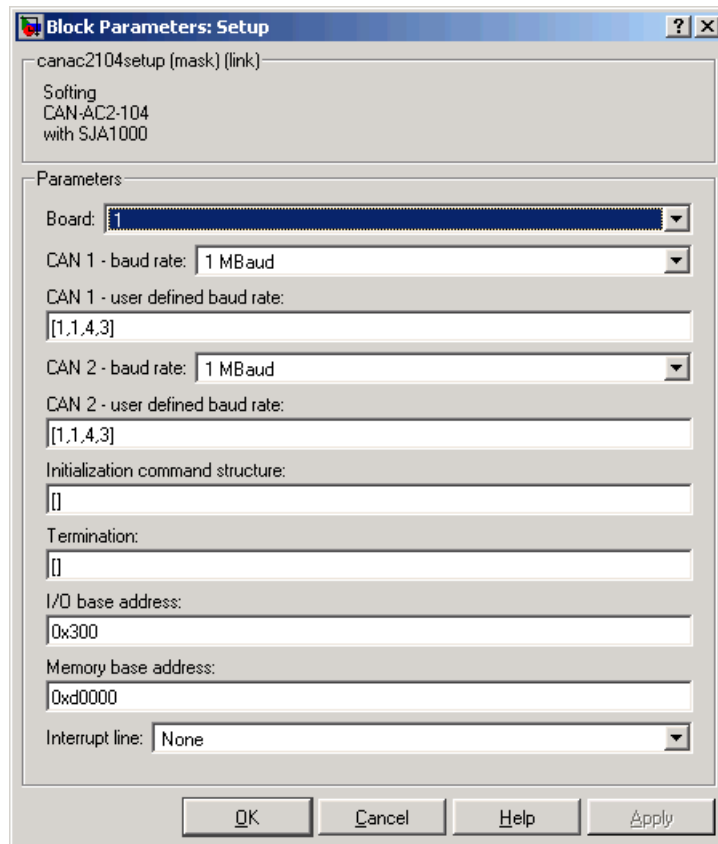 Block Parameters: Setup
canac2104setup (mask) (link)
Softing
CAN-AC2-104
with SJA1000
Parameters
Board: 1
CAN 1 - baud rate: 1 MBaud
CAN 1 - user defined baud rate:
[1,1,4,3]
CAN 2 - baud rate: 1 MBaud
CAN 2 - user defined baud rate:
[1,1,4,3]
Initialization command structure:
[]
Termination:
[]
I/O base address:
0x300
Memory base address:
0xd0000
Interrupt line: None
OK Cancel Help Apply